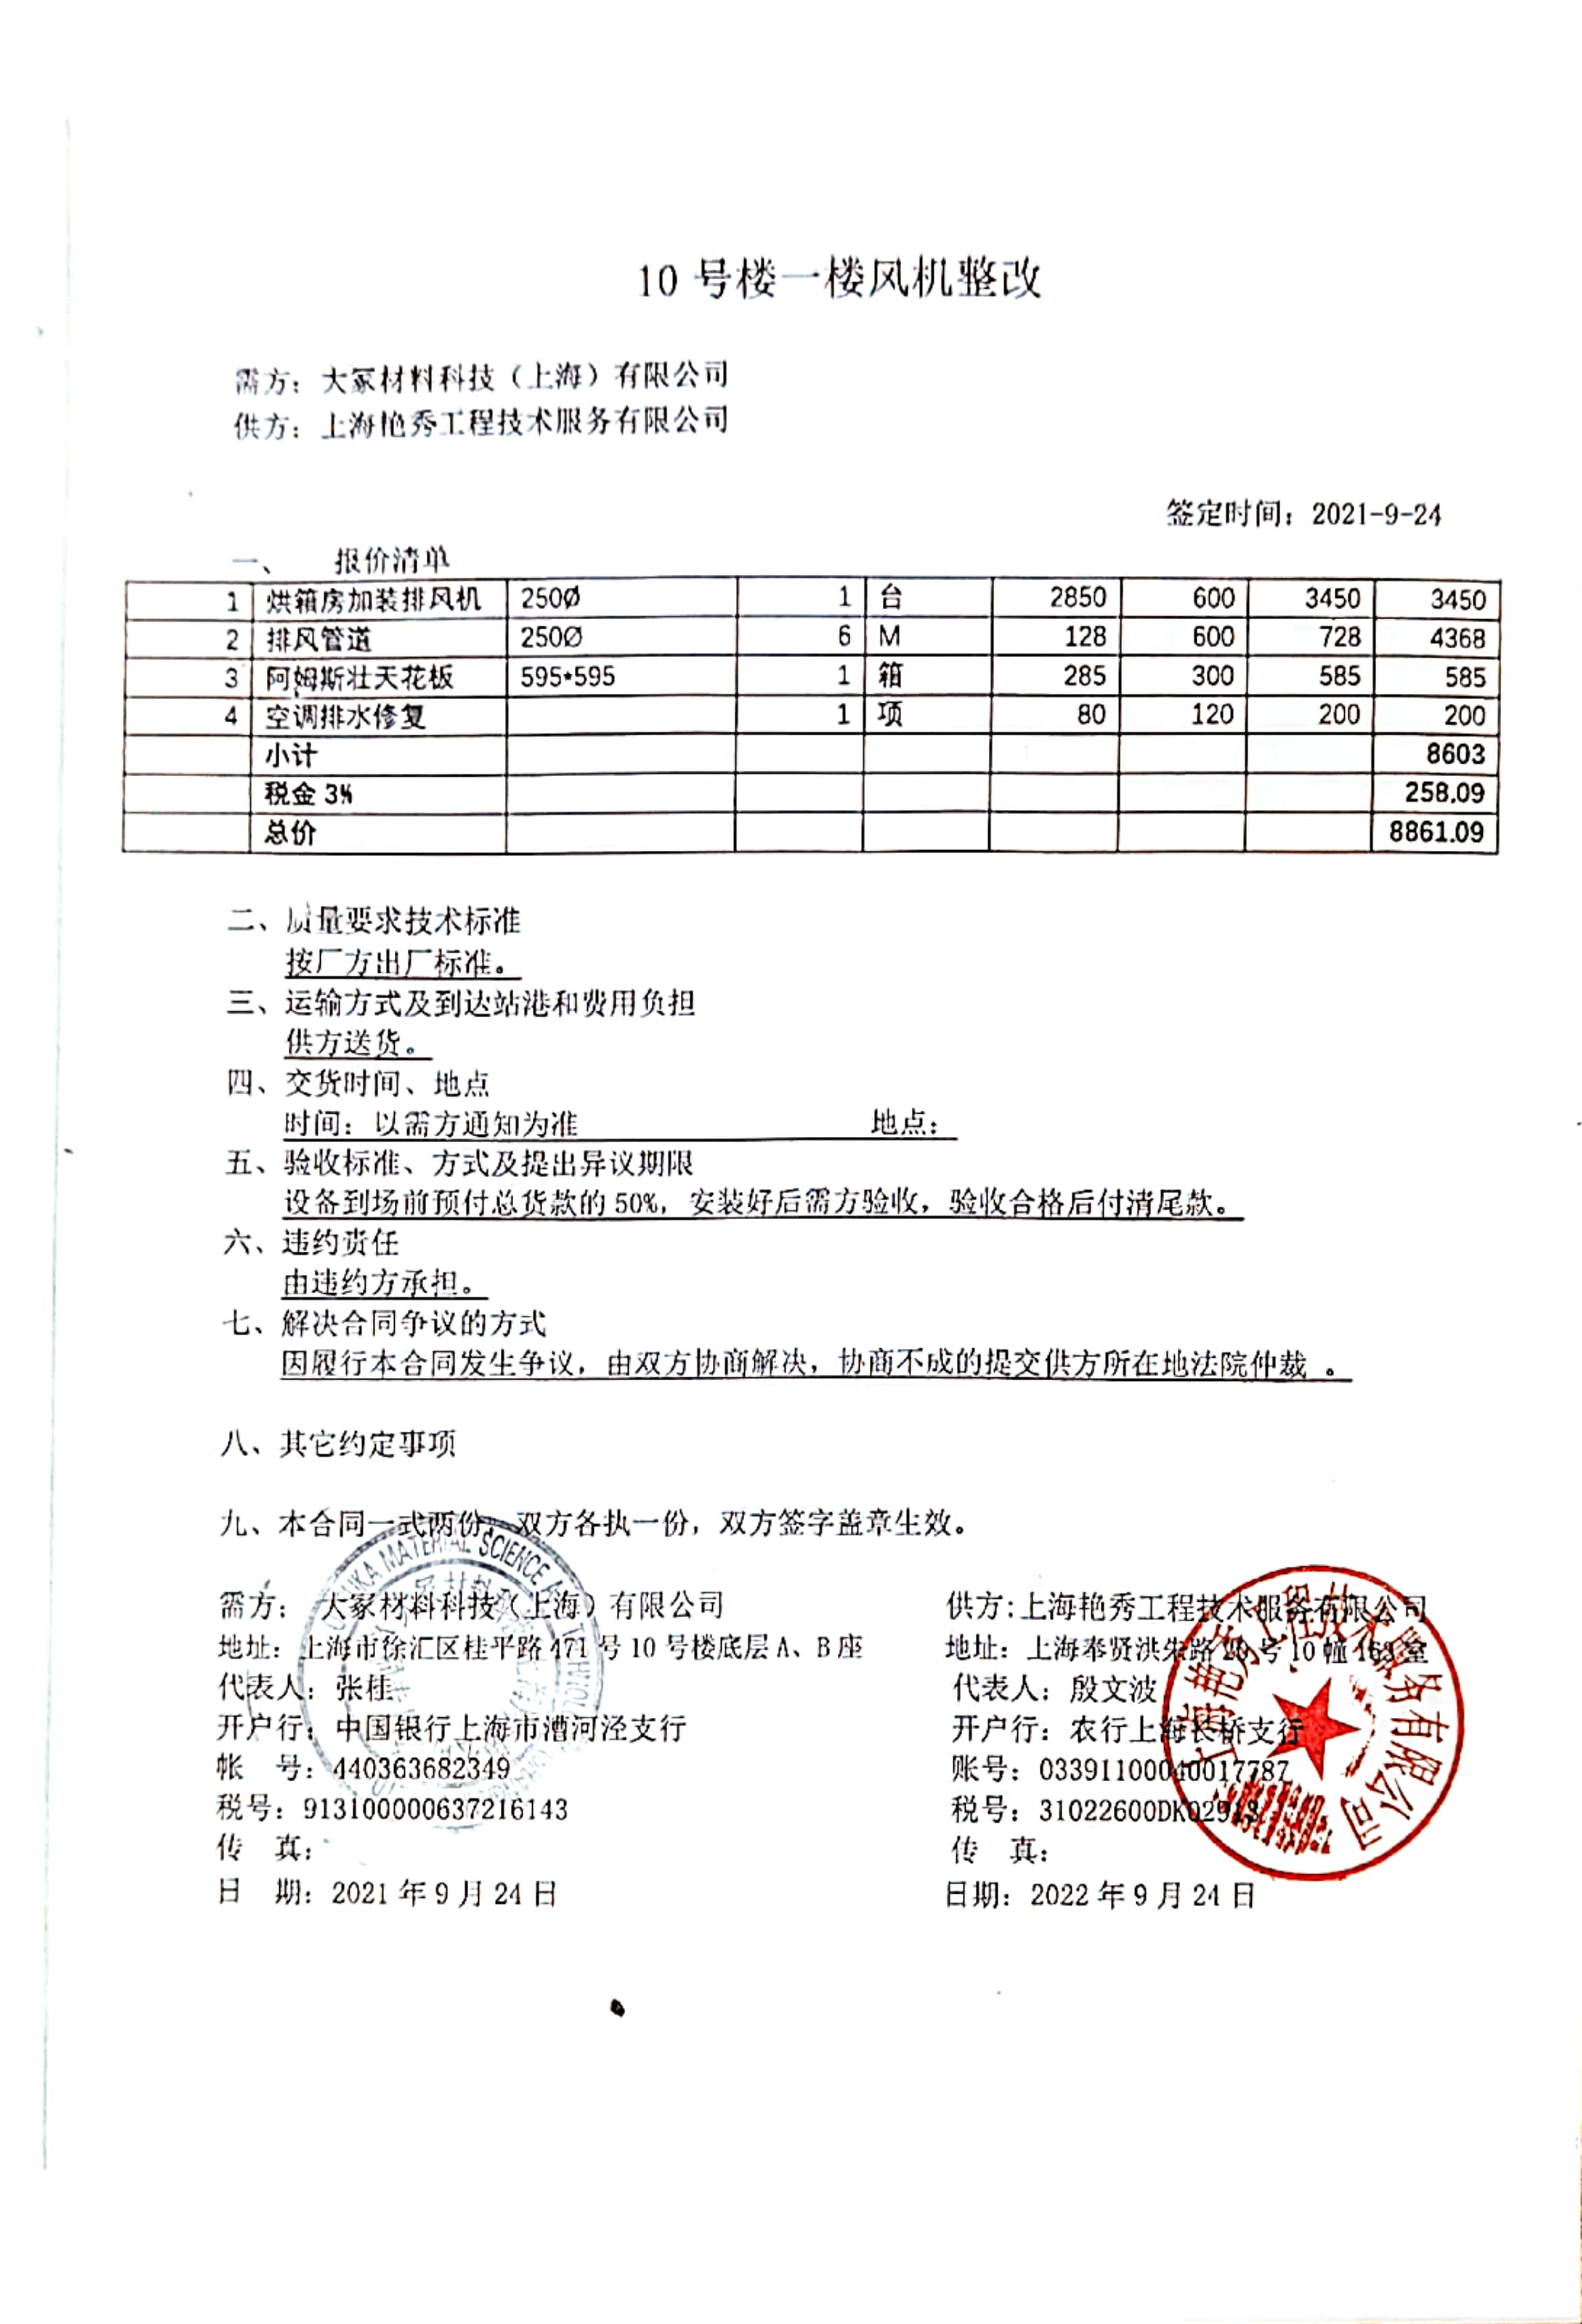 10 号楼一楼风机整改
需方：大冢材料科技（上海）有限公司
供方：上海艳秀工程技术服务有限公司
签定时间：2021-9-24
一、 报价清单
1 烘箱房加装排风机 250Ø 1 台 2850 600 3450 3450
2 排风管道 250Ø 6 M 128 600 728 4368
3 阿姆斯壮天花板 595*595 1 箱 285 300 585 585
4 空调排水修复 1 项 80 120 200 200
小计 8603
税金 3% 258.09
总价 8861.09
二、质量要求技术标准
按厂方出厂标准。
三、运输方式及到达站港和费用负担
供方送货。
四、交货时间、地点
时间：以需方通知为准 地点：
五、验收标准、方式及提出异议期限
设备到场前预付总货款的 50%，安装好后需方验收，验收合格后付清尾款。
六、违约责任
由违约方承担。
七、解决合同争议的方式
因履行本合同发生争议，由双方协商解决，协商不成的提交供方所在地法院仲裁 。
八、其它约定事项
九、本合同一式两份，双方各执一份，双方签字盖章生效。
需方： 大冢材料科技（上海）有限公司
地址：上海市徐汇区桂平路 471 号 10 号楼底层 A、B 座
代表人：张桂
开户行：中国银行上海市漕河泾支行
帐 号：440363682349
税号：913100000637216143
传 真：
日 期：2021 年 9 月 24 日
供方：上海艳秀工程技术服务有限公司
地址：上海奉贤洪朱路 号 10 幢 163 室
代表人：殷文波
开户行：农行上海长桥支行
账号：03391100040017787
税号：31022600DK02913
传 真：
日期：2022 年 9 月 24 日
MATERIAL SCIENCE
上海艳秀工程技术服务有限公司